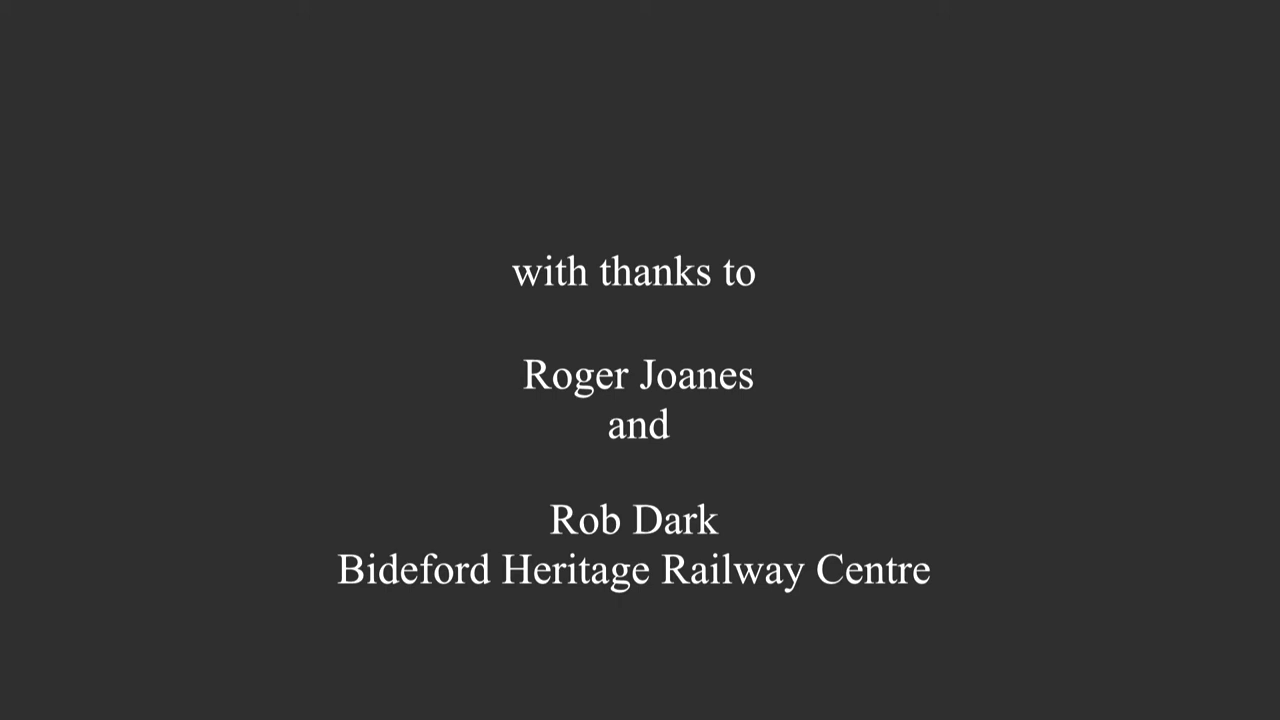 with thanks to
Roger Joanes
and
Rob Dark
Bideford Heritage Railway Centre